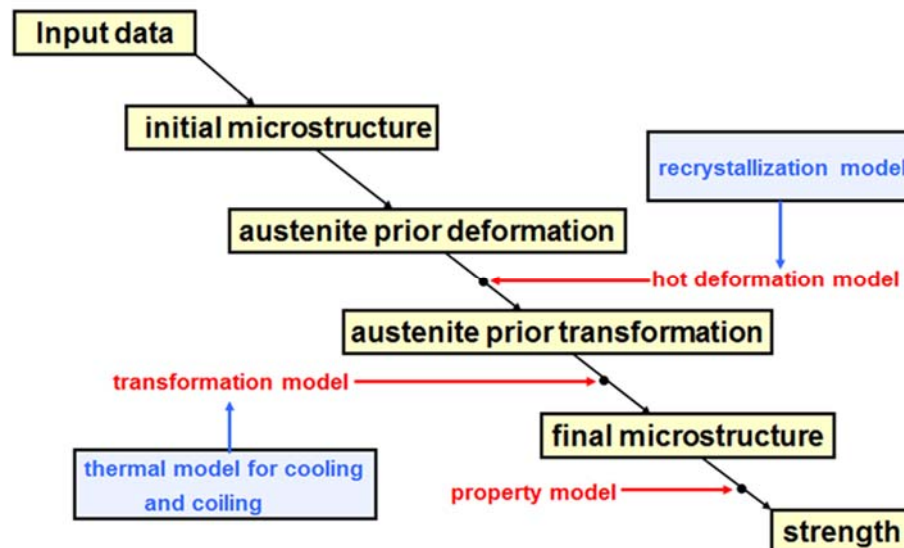 Input data
initial microstructure
recrystallization model
austenite prior deformation
hot deformation model
austenite prior transformation
transformation model
final microstructure
thermal model for cooling
and coiling
property model
strength